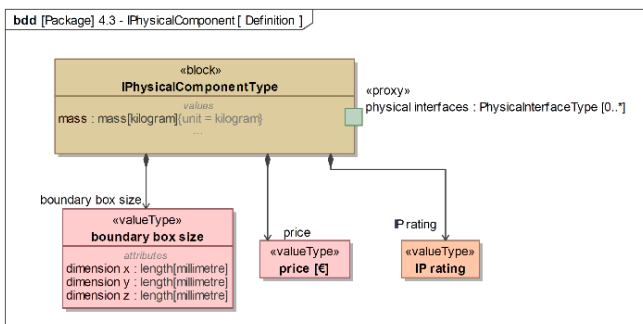 bdd [Package] 4.3 - IPhysicalComponent [ Definition ]
«block»
IPhysicalComponentType
values
mass : mass[kilogram]{unit = kilogram}
...
«proxy»
physical interfaces : PhysicalInterfaceType [0..*]
boundary box size
«valueType»
boundary box size
attributes
dimension x : length[millimetre]
dimension y : length[millimetre]
dimension z : length[millimetre]
price
«valueType»
price [€]
IP rating
«valueType»
IP rating